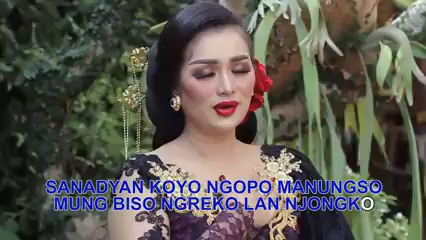 SANADYAN KOYO NGOPO MANUNGSO
MUNG BISO NGREKO LAN NJONGKO